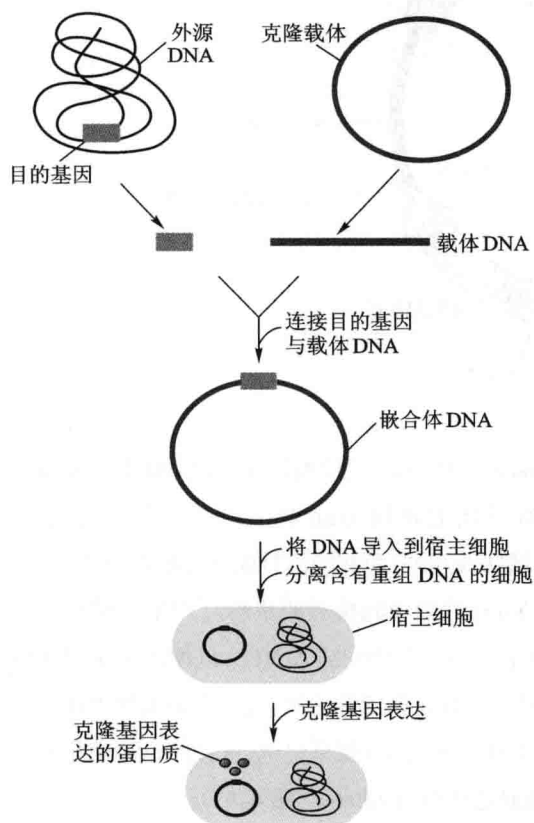 外源
DNA
克隆载体
目的基因
载体DNA
连接目的基因
与载体DNA
嵌合体DNA
将DNA导入到宿主细胞
分离含有重组DNA的细胞
宿主细胞
克隆基因表达
克隆基因表
达的蛋白质